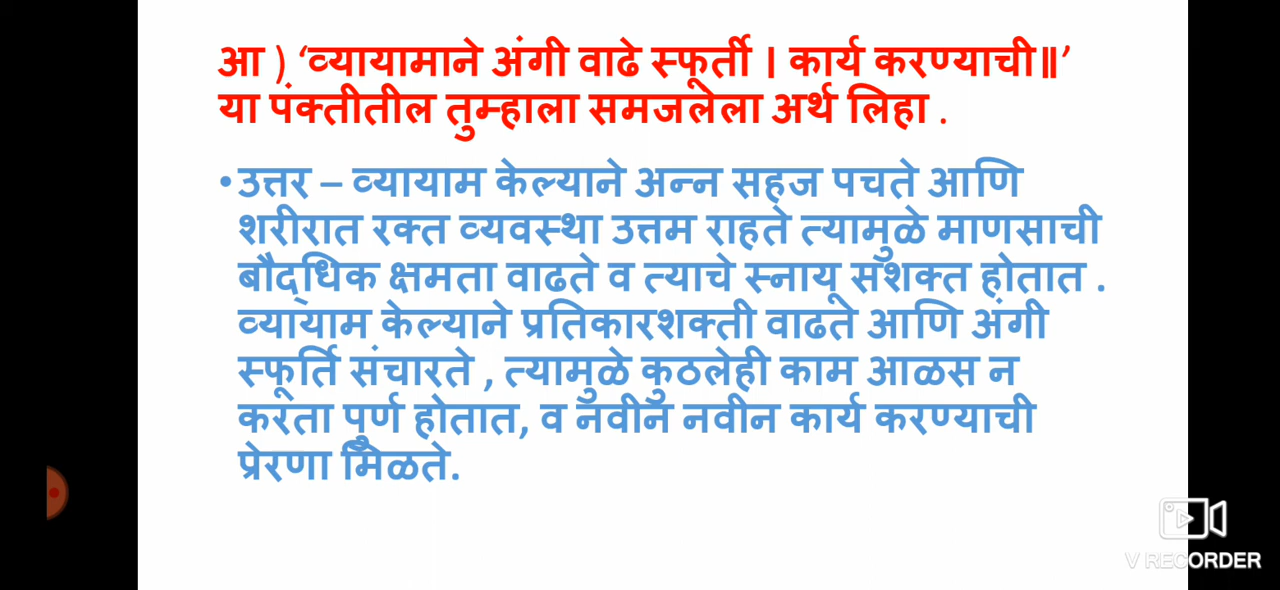 आ ) ‘व्यायामाने अंगी वाढे स्फूर्ती । कार्य करण्याची॥’
या पंक्तीतील तुम्हाला समजलेला अर्थ लिहा .
•उत्तर – व्यायाम केल्याने अन्न सहज पचते आणि
शरीरात रक्त व्यवस्था उत्तम राहते त्यामुळे माणसाची
बौद्धिक क्षमता वाढते व त्याचे स्नायू सशक्त होतात .
व्यायाम केल्याने प्रतिकारशक्ती वाढते आणि अंगी
स्फूर्ति संचारते , त्यामुळे कुठलेही काम आळस न
करता पुर्ण होतात, व नवीन नवीन कार्य करण्याची
प्रेरणा मिळते.
V RECORDER